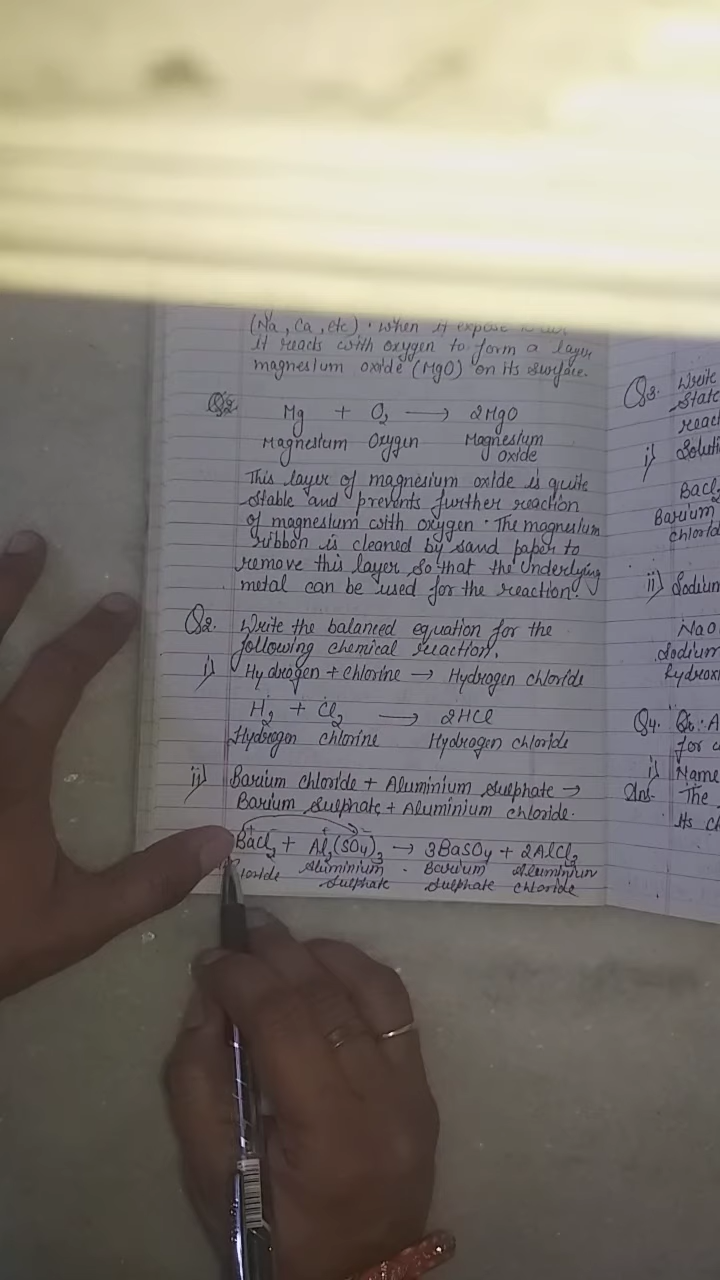 (Na, Ca, etc). when it expose
it reacts with oxygen to form a layer
magnesium oxide (MgO) on its surface.
Mg + O2 ⟶ 2MgO
Magnesium Oxygen Magnesium
oxide
This layer of magnesium oxide is quite
stable and prevents further reaction
of magnesium with oxygen. The magnesium
ribbon is cleaned by sand paper to
remove this layer, so that the underlying
metal can be used for the reaction.
Q2. Write the balanced equation for the
following chemical reaction.
i) Hydrogen + Chlorine → Hydrogen chloride
H2 + Cl2 ⟶ 2HCl
Hydrogen chlorine Hydrogen chloride
ii) Barium chloride + Aluminium sulphate →
Barium sulphate + Aluminium chloride.
BaCl2 + Al2(SO4)3 → 3BaSO4 + 2AlCl3
Aluminium Barium Aluminium
sulphate sulphate chloride
Q3. Write
state
i)
BaCl2
Barium
ii) Sodium
NaO
Sodium
Q4.
for
i) Name
Ans. The
its